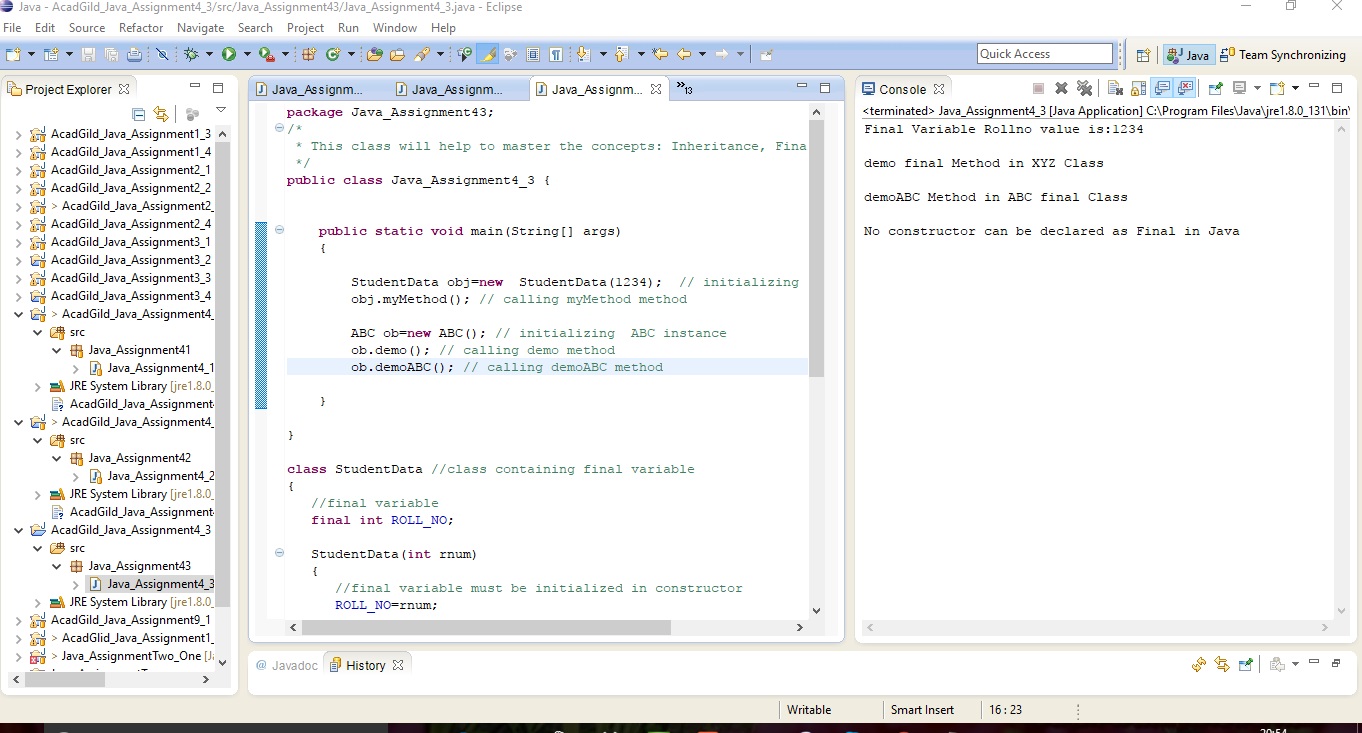 Java - AcadGild_Java_Assignment4_3/src/Java_Assignment43/Java_Assignment4_3.java - Eclipse
File Edit Source Refactor Navigate Search Project Run Window Help
Quick Access
Java
Team Synchronizing
Project Explorer
AcadGild_Java_Assignment1_3
AcadGild_Java_Assignment1_4
AcadGild_Java_Assignment2_1
AcadGild_Java_Assignment2_2
> AcadGild_Java_Assignment2_
AcadGild_Java_Assignment2_4
AcadGild_Java_Assignment3_1
AcadGild_Java_Assignment3_2
AcadGild_Java_Assignment3_3
AcadGild_Java_Assignment3_4
> AcadGild_Java_Assignment4_
src
Java_Assignment41
Java_Assignment4_1
JRE System Library [jre1.8.0_
AcadGild_Java_Assignment
> AcadGild_Java_Assignment4_
src
Java_Assignment42
Java_Assignment4_2
JRE System Library [jre1.8.0_
AcadGild_Java_Assignment
AcadGild_Java_Assignment4_3
src
Java_Assignment43
Java_Assignment4_3
JRE System Library [jre1.8.0_
AcadGild_Java_Assignment9_1
> AcadGlid_Java_Assignment1_
> Java_AssignmentTwo_One [J
Java_Assignm...
Java_Assignm...
Java_Assignm...
»13
package Java_Assignment43;
/*
* This class will help to master the concepts: Inheritance, Fina
*/
public class Java_Assignment4_3 {
public static void main(String[] args)
{
StudentData obj=new  StudentData(1234);  // initializing
obj.myMethod(); // calling myMethod method
ABC ob=new ABC(); // initializing  ABC instance
ob.demo(); // calling demo method
ob.demoABC(); // calling demoABC method
}
}
class StudentData //class containing final variable
{
//final variable
final int ROLL_NO;
StudentData(int rnum)
{
//final variable must be initialized in constructor
ROLL_NO=rnum;
Console
<terminated> Java_Assignment4_3 [Java Application] C:\Program Files\Java\jre1.8.0_131\bin\
Final Variable Rollno value is:1234
demo final Method in XYZ Class
demoABC Method in ABC final Class
No constructor can be declared as Final in Java
@ Javadoc
History
Writable
Smart Insert
16 : 23